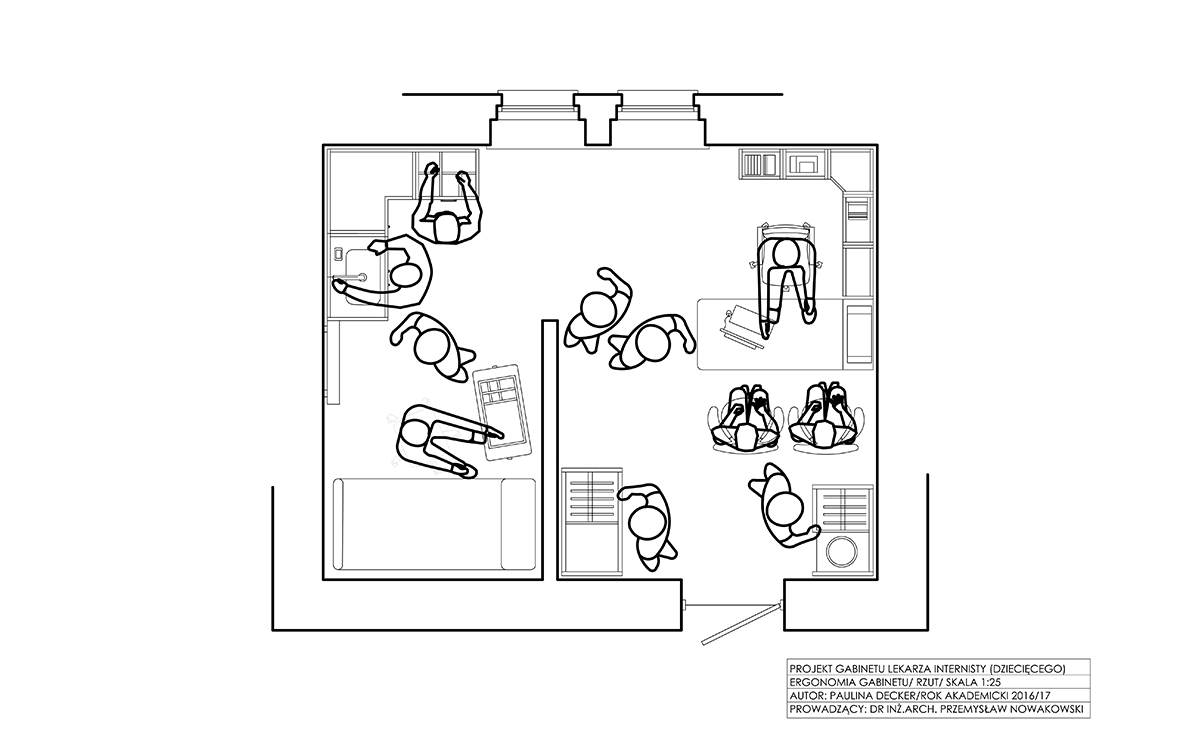 PROJEKT GABINETU LEKARZA INTERNISTY (DZIECIĘCEGO)
ERGONOMIA GABINETU/ RZUT/ SKALA 1:25
AUTOR: PAULINA DECKER/ROK AKADEMICKI 2016/17
PROWADZĄCY: DR INŻ.ARCH. PRZEMYSŁAW NOWAKOWSKI